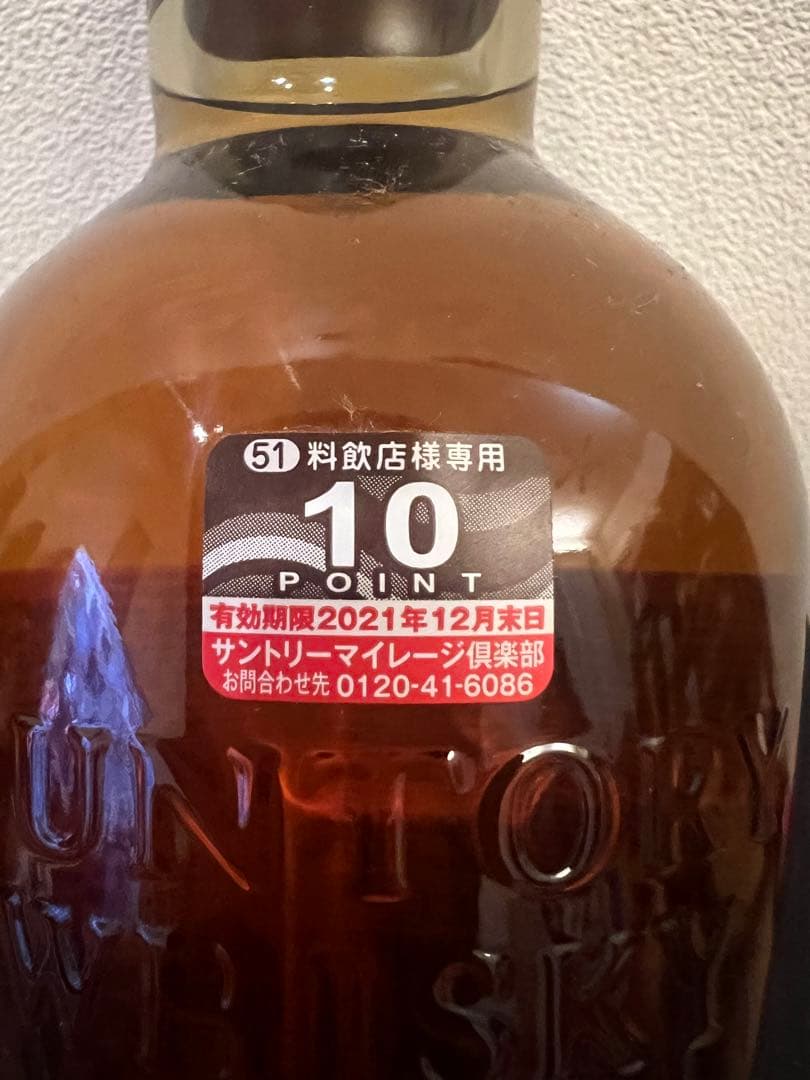 51 料飲店様専用
10
POINT
有効期限2021年12月末日
サントリーマイレージ倶楽部
お問合わせ先 0120-41-6086
SUNTORY
WHISKY